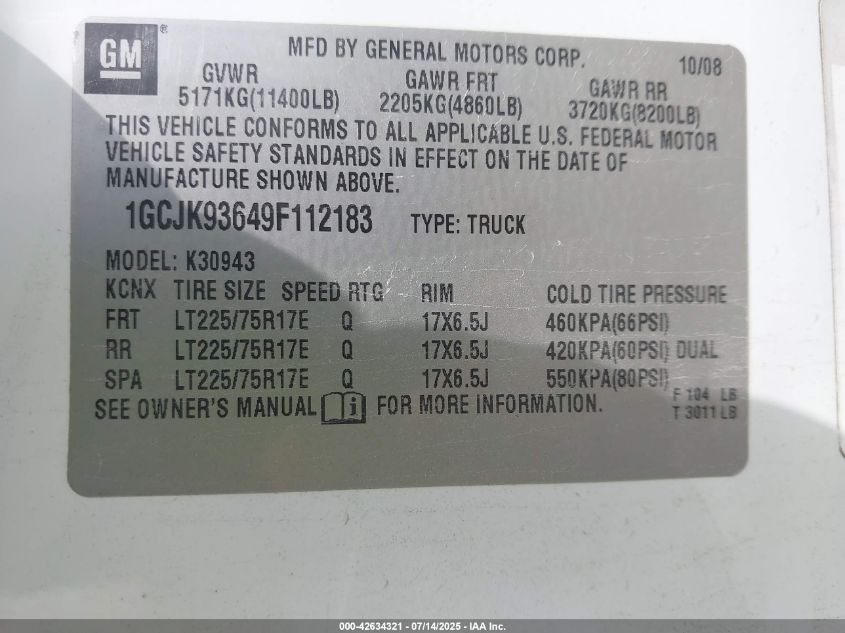 GM ®
MFD BY GENERAL MOTORS CORP. 10/08
GVWR GAWR FRT GAWR RR
5171KG(11400LB) 2205KG(4860LB) 3720KG(8200LB)
THIS VEHICLE CONFORMS TO ALL APPLICABLE U.S. FEDERAL MOTOR
VEHICLE SAFETY STANDARDS IN EFFECT ON THE DATE OF
MANUFACTURE SHOWN ABOVE.
1GCJK93649F112183 TYPE: TRUCK
MODEL: K30943
KCNX TIRE SIZE SPEED RTG RIM COLD TIRE PRESSURE
FRT LT225/75R17E Q 17X6.5J 460KPA(66PSI)
RR LT225/75R17E Q 17X6.5J 420KPA(60PSI) DUAL
SPA LT225/75R17E Q 17X6.5J 550KPA(80PSI)
SEE OWNER'S MANUAL i FOR MORE INFORMATION.
F 104 LB
T 3011 LB
000-42634321 - 07/14/2025 - IAA Inc.